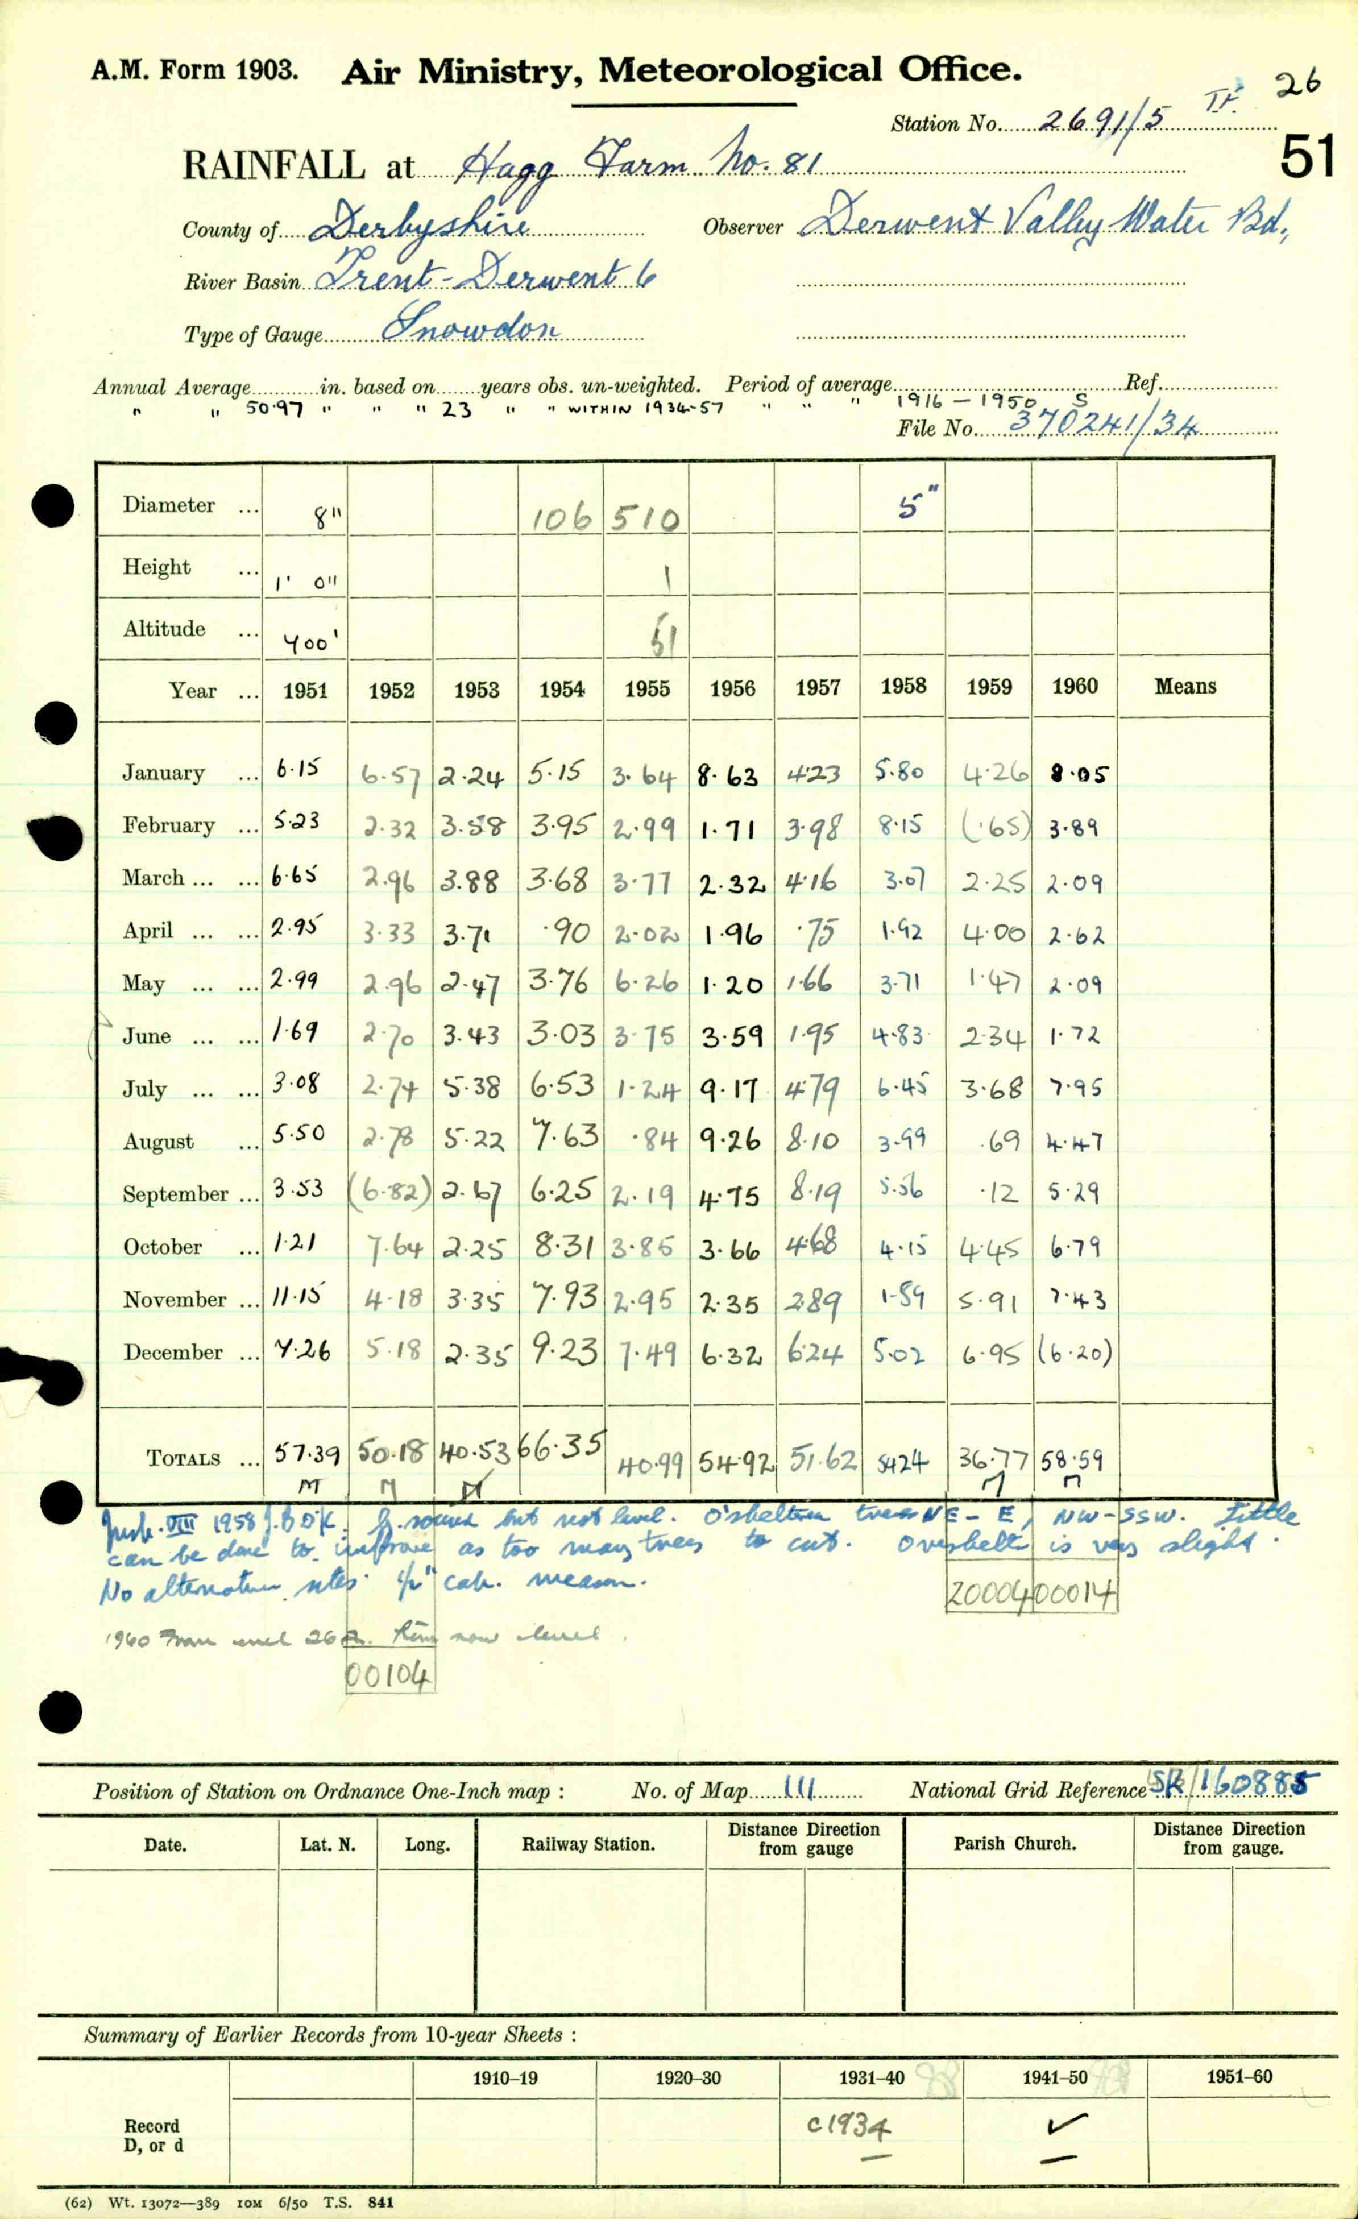 A.M. Form 1903. Air Ministry, Meteorological Office. 26
Station No. 2691/5
51
RAINFALL at Hagg Farm No. 81
County of Derbyshire Observer Derwent Valley Water Bd,
River Basin Trent-Derwent 6
Type of Gauge Snowdon
Annual Average in. based on years obs. un-weighted. Period of average Ref.
" " 50.97 " " " 23 " " WITHIN 1934-57 " " " 1916 - 1950 S
File No. 370241/34
Diameter ... 8" 106 510 5"
Height ... 1' 0" 1
Altitude ... 700' 51
Year ... 1951 1952 1953 1954 1955 1956 1957 1958 1959 1960 Means
January ... 6.15 6.57 2.24 5.15 3.64 8.63 4.23 5.80 4.26 8.05
February ... 5.23 2.32 3.58 3.95 2.99 1.71 3.98 8.15 (.65) 3.89
March ... ... 6.65 2.96 3.88 3.68 3.77 2.32 4.16 3.07 2.25 2.09
April ... ... 2.95 3.33 3.71 .90 2.02 1.96 .75 1.92 4.00 2.62
May ... ... 2.99 2.96 2.47 3.76 6.26 1.20 1.66 3.71 1.47 2.09
June ... ... 1.69 2.70 3.43 3.03 3.75 3.59 1.95 4.83 2.34 1.72
July ... ... 3.08 2.74 5.38 6.53 1.24 9.17 4.79 6.45 3.68 7.95
August ... 5.50 2.78 5.22 7.63 .84 9.26 8.10 3.99 .69 4.47
September ... 3.53 (6.82) 2.67 6.25 2.19 4.75 8.19 5.56 .12 5.29
October ... 1.21 7.64 2.25 8.31 3.85 3.66 4.68 4.15 4.45 6.79
November ... 11.15 4.18 3.35 7.93 2.95 2.35 2.89 1.59 5.91 7.43
December ... 7.26 5.18 2.35 9.23 7.49 6.32 6.24 5.02 6.95 (6.20)
TOTALS ... 57.39 50.18 40.53 66.35 40.99 54.92 51.62 54.24 36.77 58.59
M M M M M
Insp. VIII 1958 sound but not level. O'sheltered trees NE - E, NW - SSW. Little
can be done to improve as too many trees to cut. Overshelt is very slight.
No alternative sites. 1/2" cap. measure.
2000400014
1960 now level.
00104
Position of Station on Ordnance One-Inch map : No. of Map 111 National Grid Reference SK/160885
Date. Lat. N. Long. Railway Station. Distance Direction from gauge Parish Church. Distance Direction from gauge.
Summary of Earlier Records from 10-year Sheets :
1910–19 1920–30 1931–40 1941–50 1951–60
Record
D, or d
c1934 ✓
(62) Wt. 13072—389 10M 6/50 T.S. 841